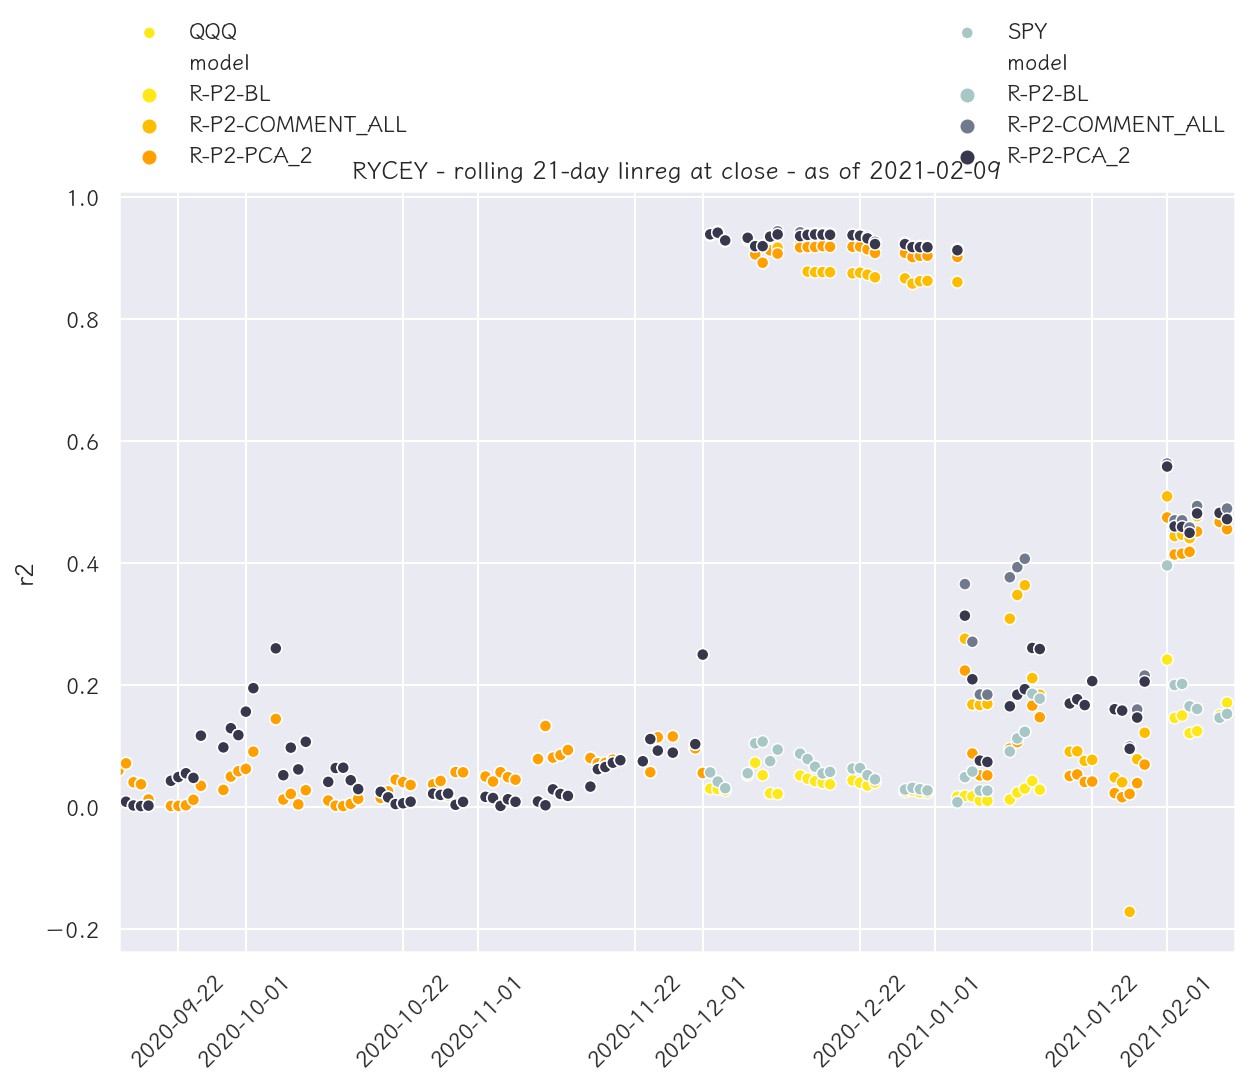 QQQ
model
R-P2-BL
R-P2-COMMENT_ALL
R-P2-PCA_2
SPY
model
R-P2-BL
R-P2-COMMENT_ALL
R-P2-PCA_2
RYCEY - rolling 21-day linreg at close - as of 2021-02-09
r2
1.0
0.8
0.6
0.4
0.2
0.0
−0.2
2020-09-22
2020-10-01
2020-10-22
2020-11-01
2020-11-22
2020-12-01
2020-12-22
2021-01-01
2021-01-22
2021-02-01